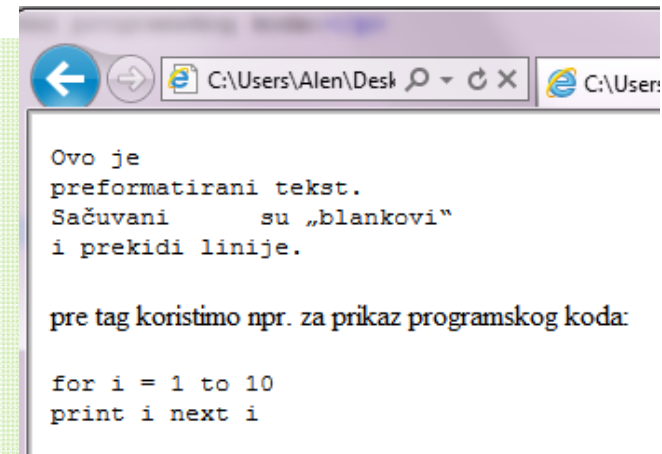 C:\Users\Alen\Desk
C:\Users
Ovo je
preformatirani tekst.
Sačuvani      su „blankovi“
i prekidi linije.
pre tag koristimo npr. za prikaz programskog koda:
for i = 1 to 10
print i next i